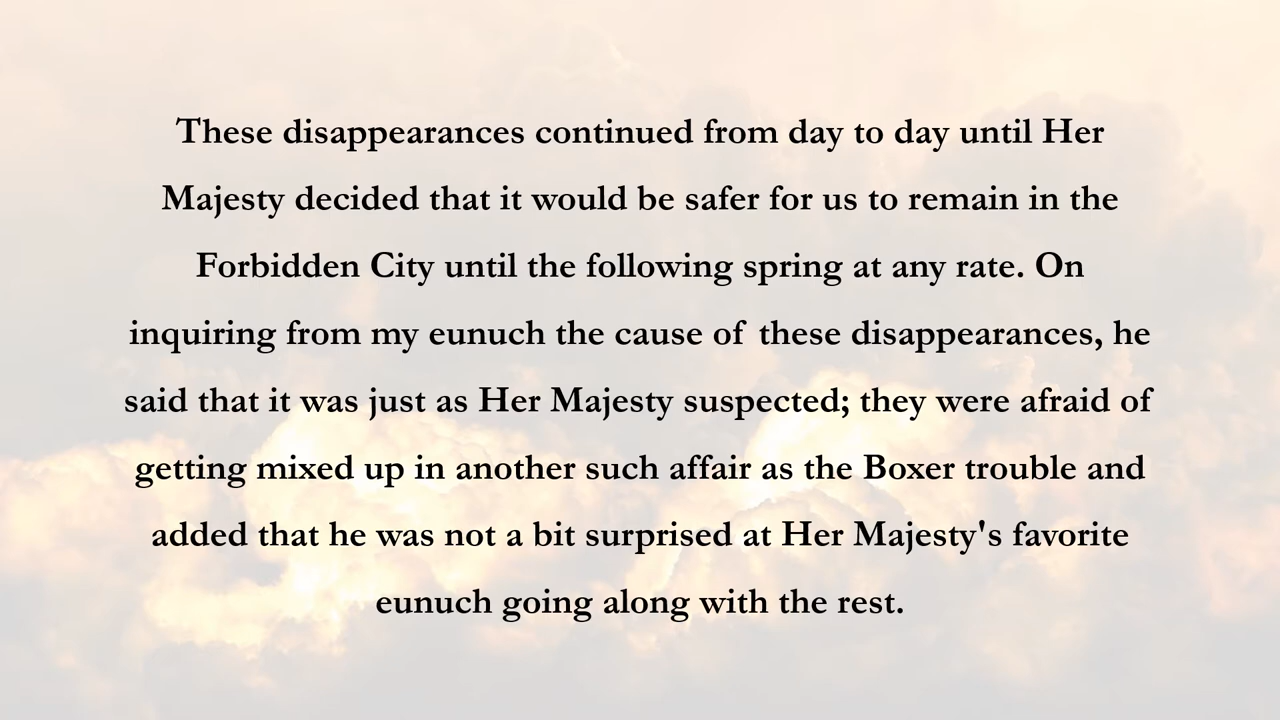 These disappearances continued from day to day until Her
Majesty decided that it would be safer for us to remain in the
Forbidden City until the following spring at any rate. On
inquiring from my eunuch the cause of these disappearances, he
said that it was just as Her Majesty suspected; they were afraid of
getting mixed up in another such affair as the Boxer trouble and
added that he was not a bit surprised at Her Majesty's favorite
eunuch going along with the rest.